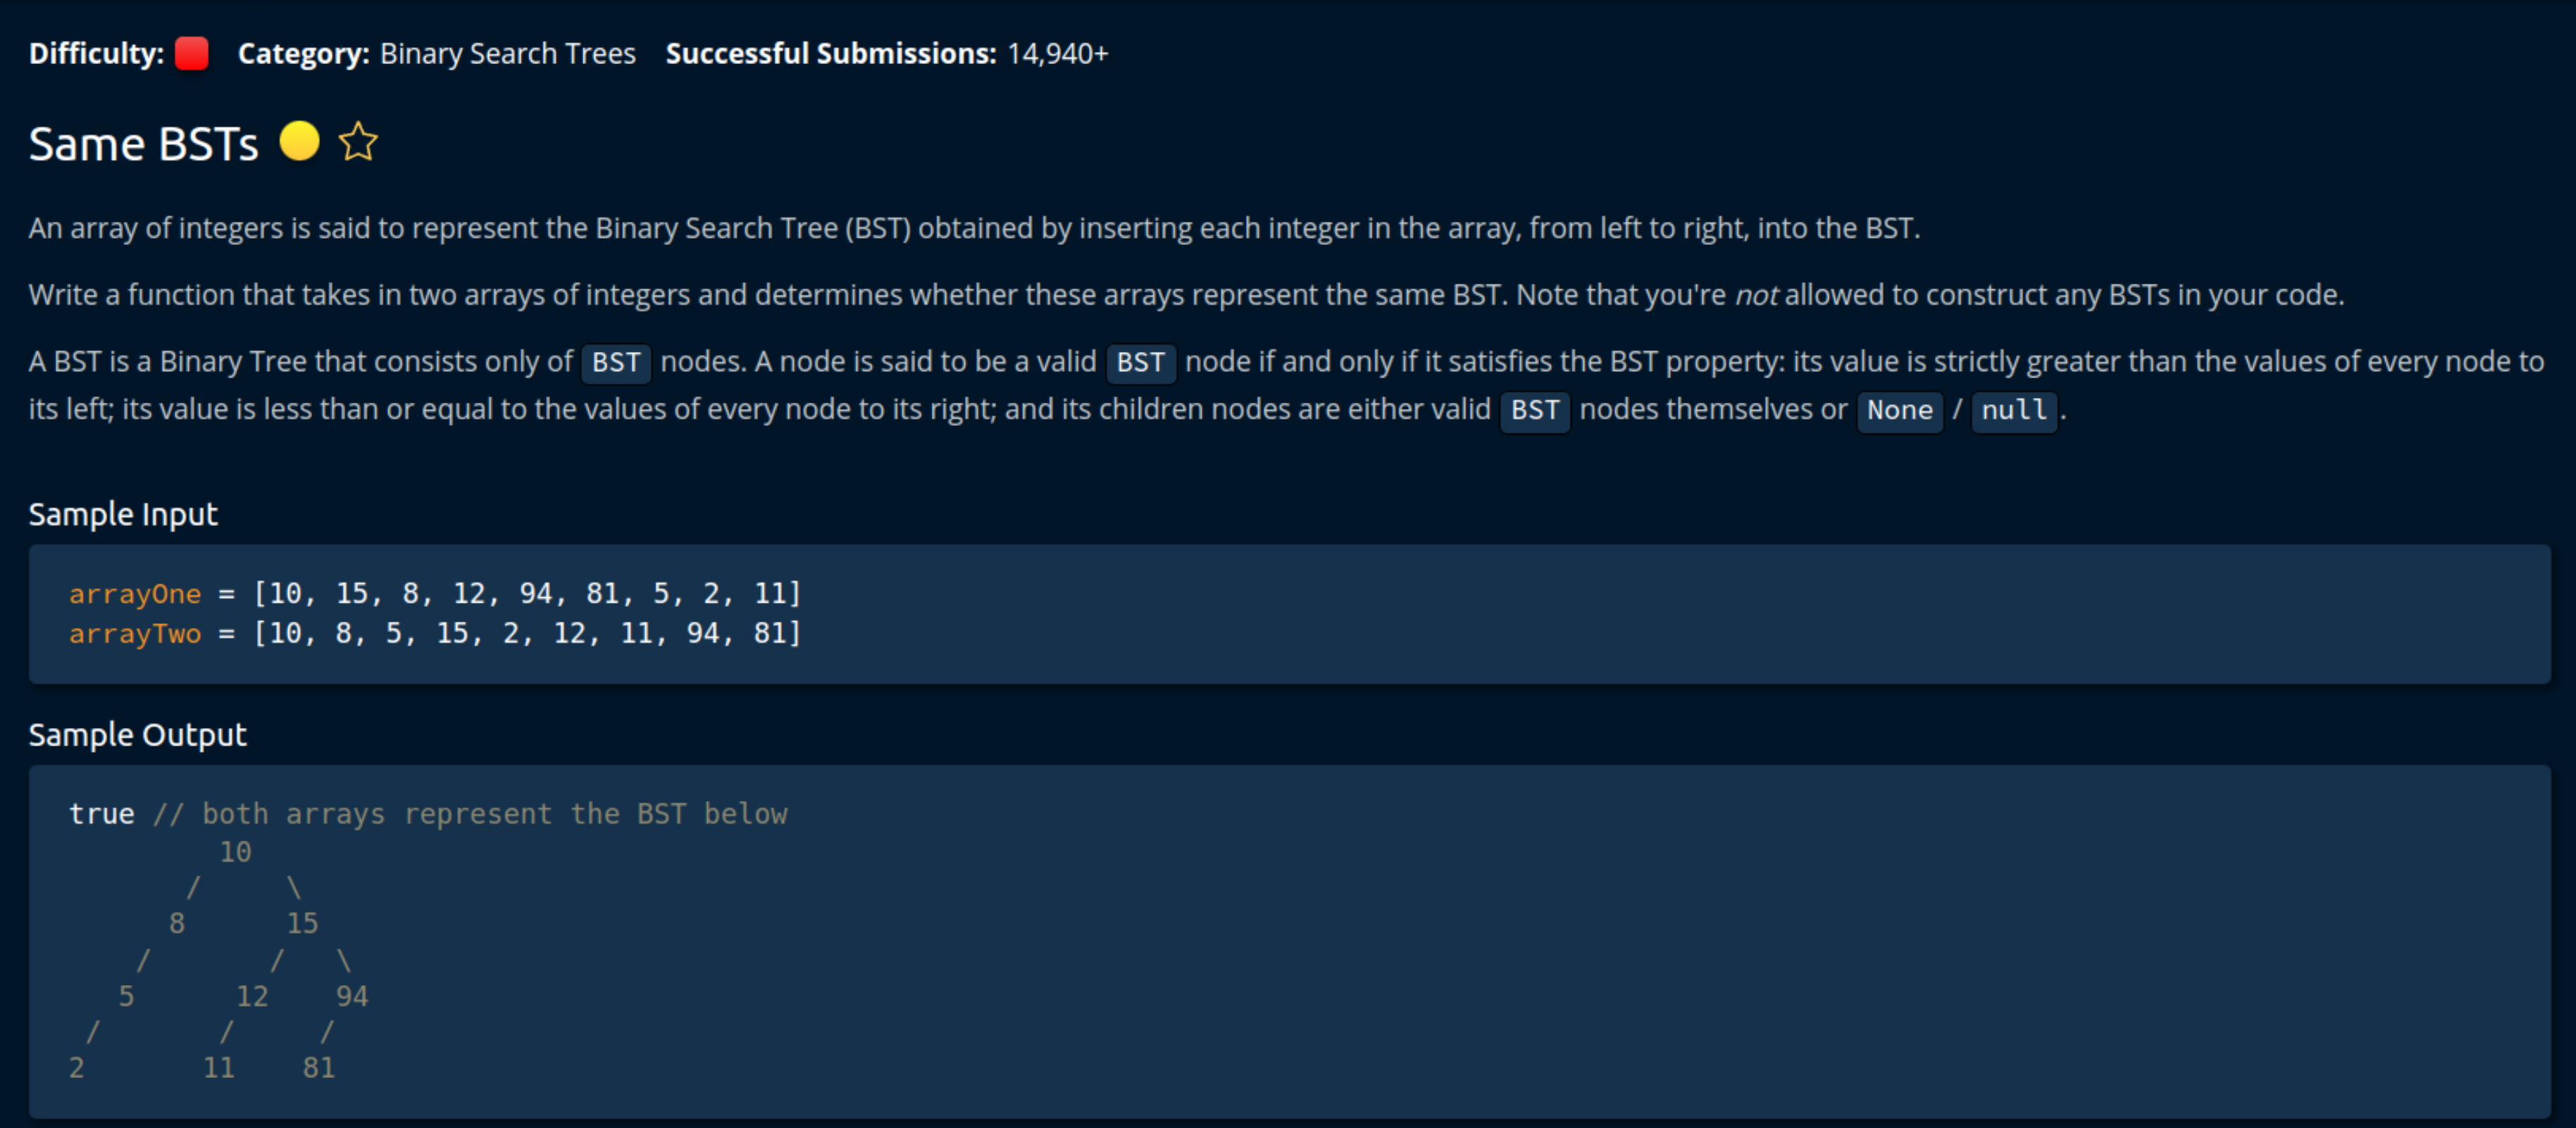 Difficulty: Category: Binary Search Trees Successful Submissions: 14,940+
Same BSTs
An array of integers is said to represent the Binary Search Tree (BST) obtained by inserting each integer in the array, from left to right, into the BST.
Write a function that takes in two arrays of integers and determines whether these arrays represent the same BST. Note that you're not allowed to construct any BSTs in your code.
A BST is a Binary Tree that consists only of BST nodes. A node is said to be a valid BST node if and only if it satisfies the BST property: its value is strictly greater than the values of every node to
its left; its value is less than or equal to the values of every node to its right; and its children nodes are either valid BST nodes themselves or None / null.
Sample Input
arrayOne = [10, 15, 8, 12, 94, 81, 5, 2, 11]
arrayTwo = [10, 8, 5, 15, 2, 12, 11, 94, 81]
Sample Output
true // both arrays represent the BST below
10
/ \
8 15
/ / \
5 12 94
/ / /
2 11 81